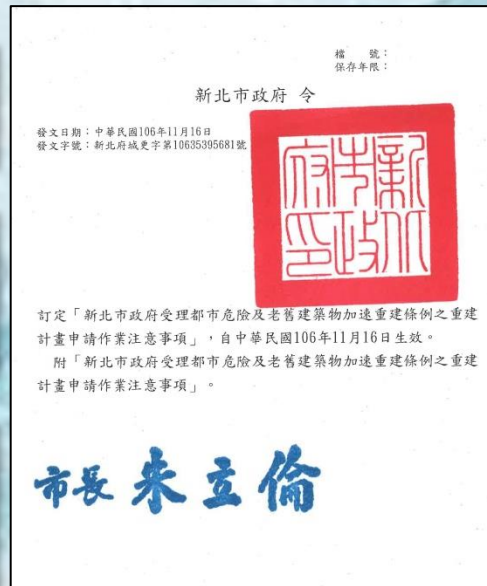 檔　號：
保存年限：
新北市政府 令
發文日期：中華民國106年11月16日
發文字號：新北府城更字第10635395681號
新北市政府印
訂定「新北市政府受理都市危險及老舊建築物加速重建條例之重建
計畫申請作業注意事項」，自中華民國106年11月16日生效。
附「新北市政府受理都市危險及老舊建築物加速重建條例之重建
計畫申請作業注意事項」。
市長 朱立倫